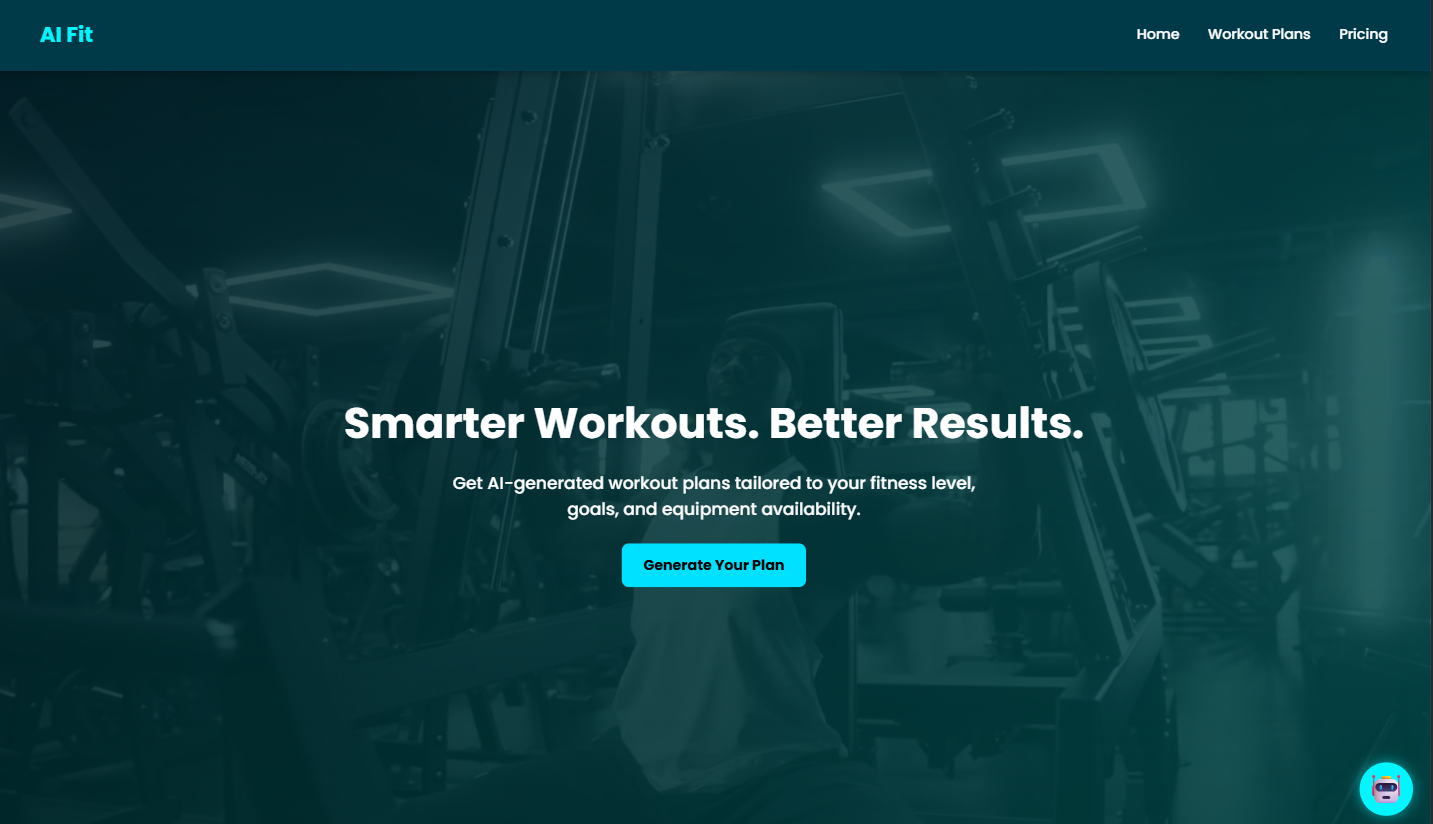 AI Fit
Home
Workout Plans
Pricing
Smarter Workouts. Better Results.
Get AI-generated workout plans tailored to your fitness level,
goals, and equipment availability.
Generate Your Plan